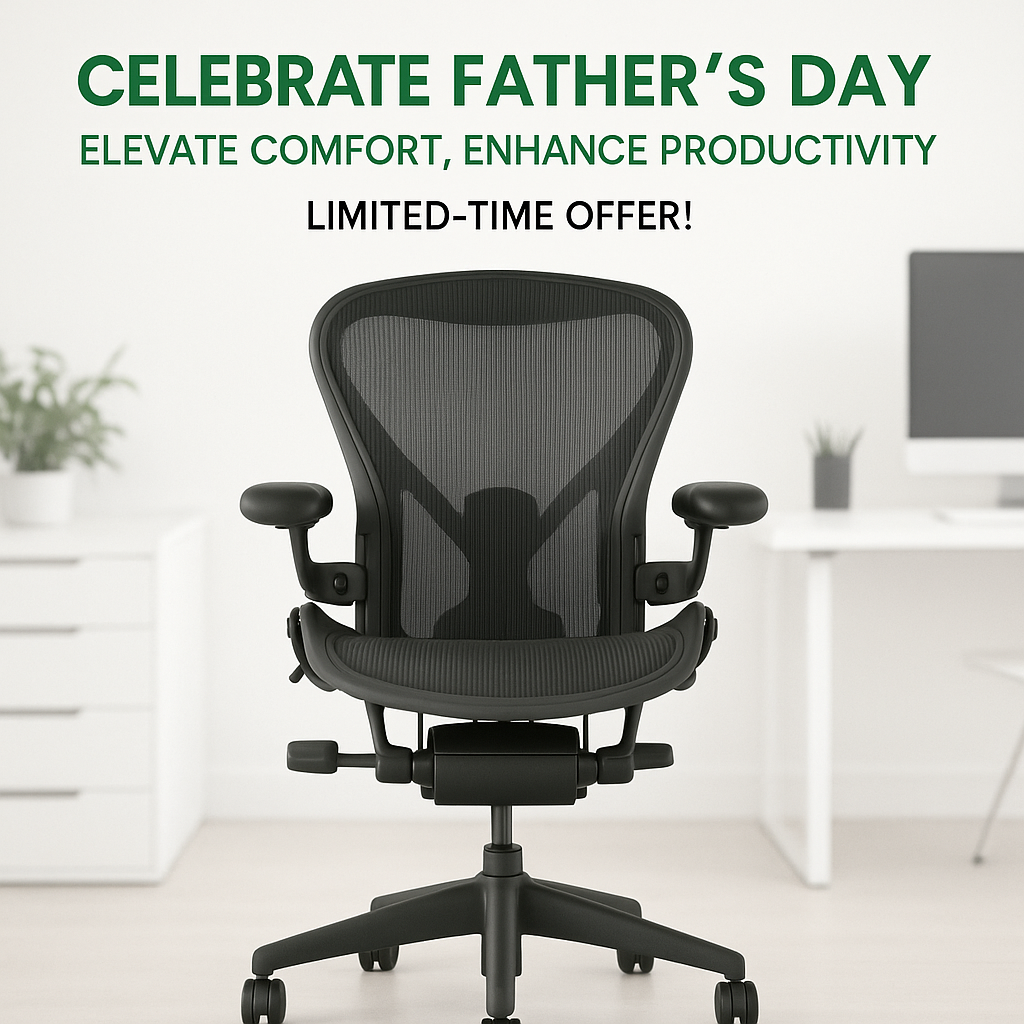 CELEBRATE FATHER’S DAY
ELEVATE COMFORT, ENHANCE PRODUCTIVITY
LIMITED-TIME OFFER!